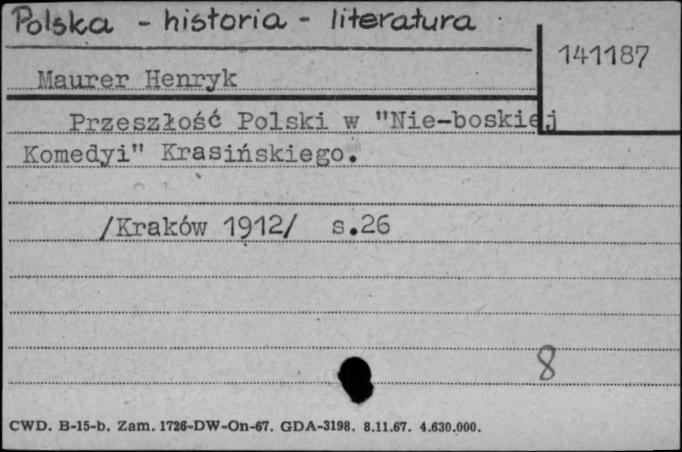 Polska - historia - literatura
141187
Maurer Henryk
Przeszłość Polski w "Nie-boskiej
Komedyi" Krasińskiego.
/Kraków 1912/ s.26
8
CWD. B-15-b. Zam. 1726-DW-On-67. GDA-3198. 8.11.67. 4.630.000.